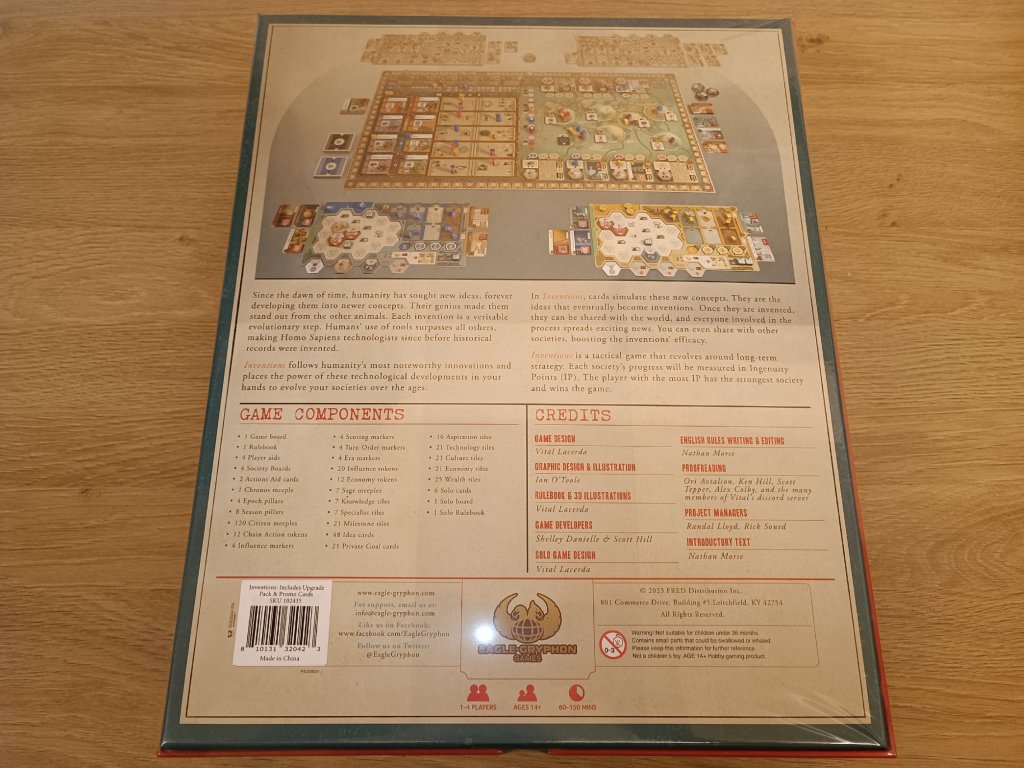 Since the dawn of time, humanity has sought new ideas, forever
developing them into newer concepts. Their genius made them
stand out from the other animals. Each invention is a veritable
evolutionary step. Humans' use of tools surpasses all others,
making Homo Sapiens technologists since before historical
records were invented.
Inventions follows humanity's most noteworthy innovations and
places the power of these technological developments in your
hands to evolve your societies over the ages.
In Inventions, cards simulate these new concepts. They are the
ideas that eventually become inventions. Once they are invented,
they can be shared with the world, and everyone involved in the
process spreads exciting news. You can even share with other
societies, boosting the inventions' efficacy.
Inventions is a tactical game that revolves around long-term
strategy. Each society's progress will be measured in Ingenuity
Points (IP). The player with the most IP has the strongest society
and wins the game.
GAME COMPONENTS
• 1 Game board
• 1 Rulebook
• 4 Player aids
• 4 Society Boards
• 2 Actions Aid cards
• 1 Chronos meeple
• 4 Epoch pillars
• 8 Season pillars
• 120 Citizen meeples
• 12 Chain Action tokens
• 4 Influence markers
• 4 Scoring markers
• 4 Turn Order markers
• 4 Era markers
• 20 Influence tokens
• 12 Economy tokens
• 7 Sage meeples
• 7 Knowledge tiles
• 7 Specialist tiles
• 21 Milestone tiles
• 48 Idea cards
• 21 Private Goal cards
• 16 Aspiration tiles
• 21 Technology tiles
• 21 Culture tiles
• 21 Economy tiles
• 25 Wealth tiles
• 6 Solo cards
• 1 Solo board
• 1 Solo Rulebook
CREDITS
GAME DESIGN
Vital Lacerda
GRAPHIC DESIGN & ILLUSTRATION
Ian O'Toole
RULEBOOK & 3D ILLUSTRATIONS
Vital Lacerda
GAME DEVELOPERS
Shelley Danielle & Scott Hill
SOLO GAME DESIGN
Vital Lacerda
ENGLISH RULES WRITING & EDITING
Nathan Morse
PROOFREADING
Ori Avtalion, Ken Hill, Scott
Tepper, Alex Colby, and the many
members of Vital's discord server
PROJECT MANAGERS
Randal Lloyd, Rick Soued
INTRODUCTORY TEXT
Nathan Morse
Inventions: Includes Upgrade
Pack & Promo Cards
SKU 102435
8 10131 32042 3
Made in China
www.eagle-gryphon.com
For support, email us at:
info@eagle-gryphon.com
Like us on Facebook:
www.facebook.com/EagleGryphon
Follow us on Twitter:
@EagleGryphon
EAGLE-GRYPHON
GAMES
© 2023 FRED Distribution Inc.
801 Commerce Drive, Building #5, Leitchfield, KY 42754
All Rights Reserved.
0-3
Warning: Not suitable for children under 36 months.
Contains small parts that could be swallowed or inhaled.
Please keep this information for further reference.
Not a children's toy, AGE 14+ Hobby gaming product.
1-4 PLAYERS
AGES 14+
60-150 MINS